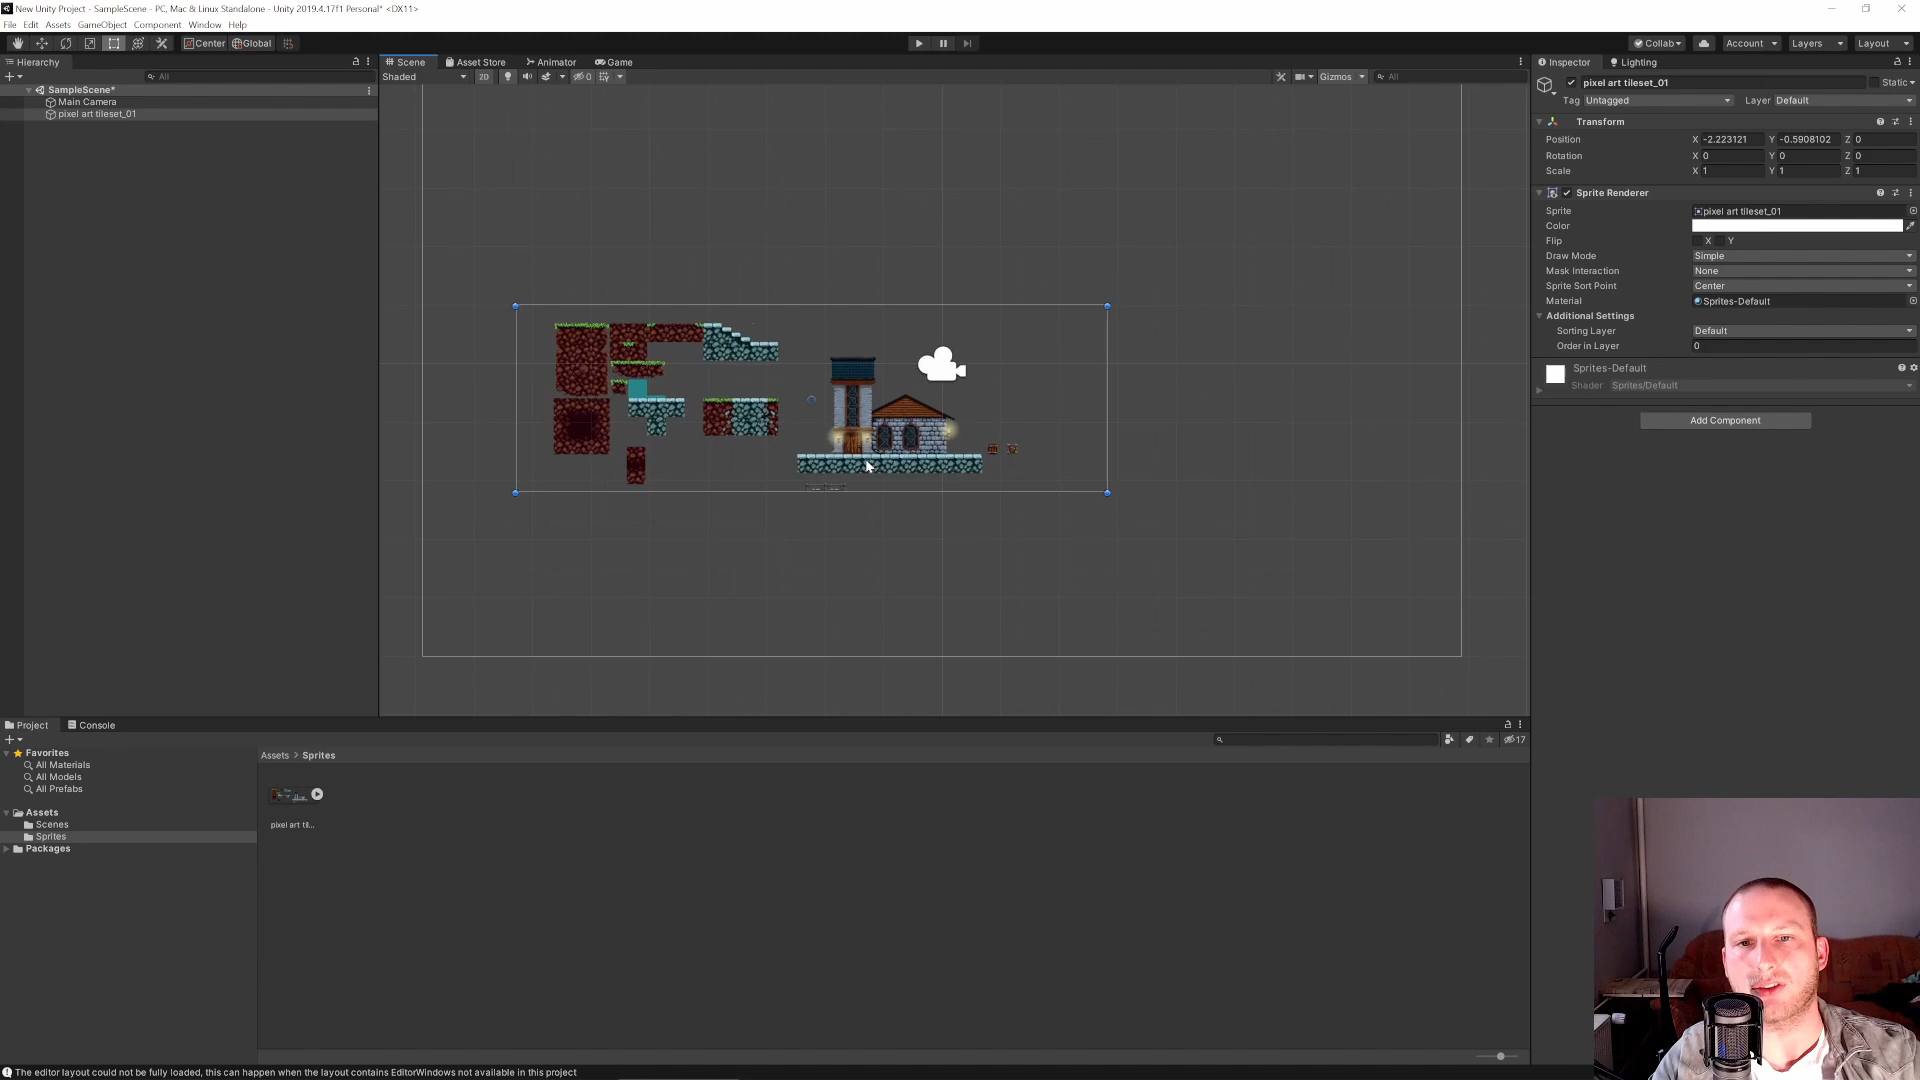 New Unity Project - SampleScene - PC, Mac & Linux Standalone - Unity 2019.4.17f1 Personal* <DX11>
File Edit Assets GameObject Component Window Help
Center Global Collab Account Layers Layout
Hierarchy
All
SampleScene*
Main Camera
pixel art tileset_01
Scene Asset Store Animator Game
Shaded 2D 0 Gizmos All
Inspector Lighting
pixel art tileset_01 Static
Tag Untagged Layer Default
Transform
Position X -2.223121 Y -0.5908102 Z 0
Rotation X 0 Y 0 Z 0
Scale X 1 Y 1 Z 1
Sprite Renderer
Sprite pixel art tileset_01
Color
Flip X Y
Draw Mode Simple
Mask Interaction None
Sprite Sort Point Center
Material Sprites-Default
Additional Settings
Sorting Layer Default
Order in Layer 0
Sprites-Default
Shader Sprites/Default
Add Component
Project Console
17
Favorites
All Materials
All Models
All Prefabs
Assets
Scenes
Sprites
Packages
Assets > Sprites
pixel art til...
The editor layout could not be fully loaded, this can happen when the layout contains EditorWindows not available in this project